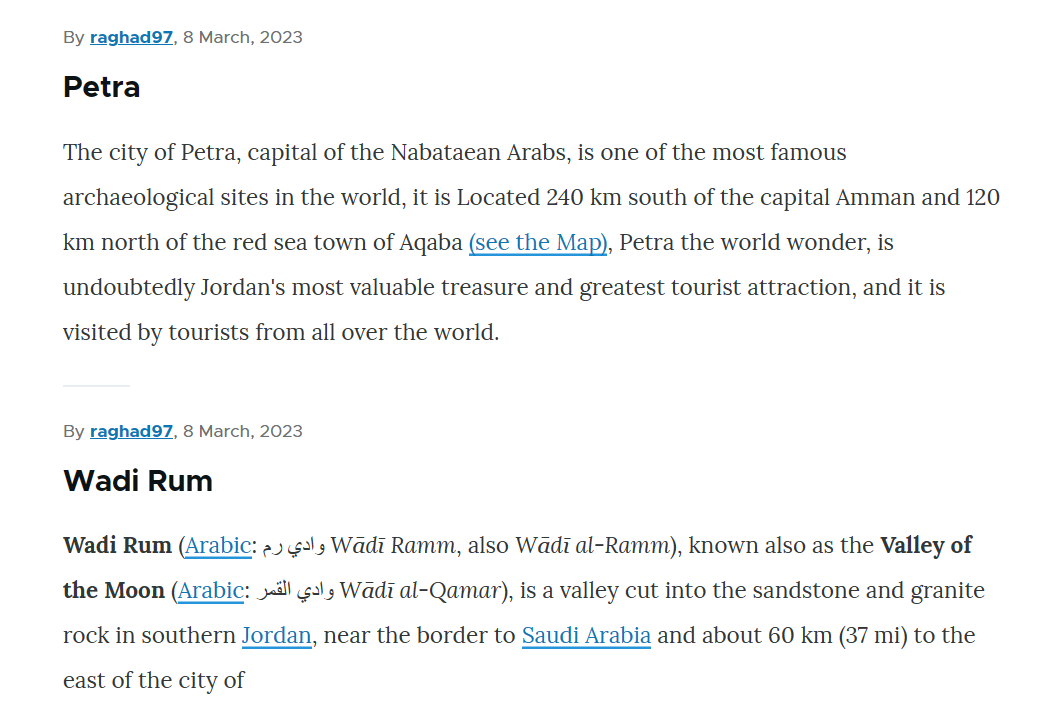 By raghad97, 8 March, 2023
Petra
The city of Petra, capital of the Nabataean Arabs, is one of the most famous
archaeological sites in the world, it is Located 240 km south of the capital Amman and 120
km north of the red sea town of Aqaba (see the Map), Petra the world wonder, is
undoubtedly Jordan's most valuable treasure and greatest tourist attraction, and it is
visited by tourists from all over the world.
By raghad97, 8 March, 2023
Wadi Rum
Wadi Rum (Arabic: وادي رم Wādī Ramm, also Wādī al-Ramm), known also as the Valley of
the Moon (Arabic: وادي القمر Wādī al-Qamar), is a valley cut into the sandstone and granite
rock in southern Jordan, near the border to Saudi Arabia and about 60 km (37 mi) to the
east of the city of